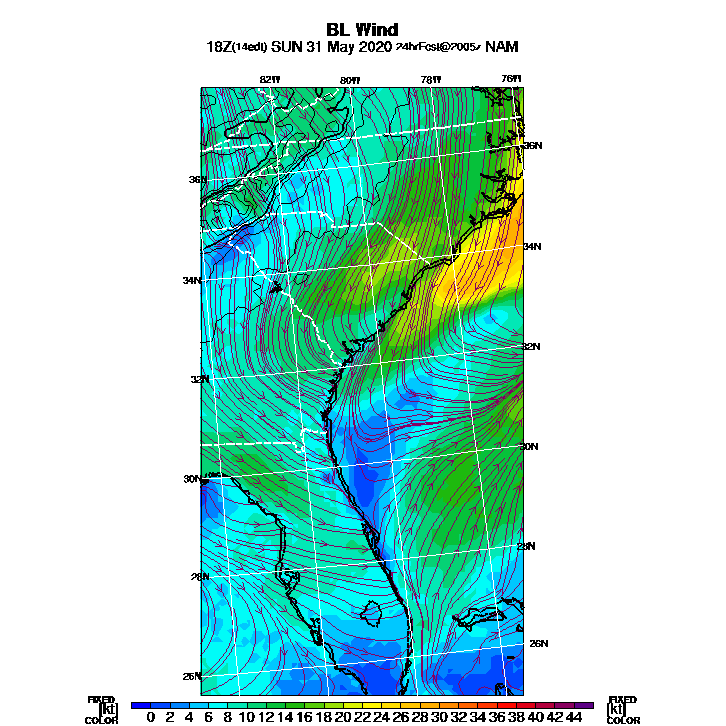 BL Wind
18Z(14edt) SUN 31 May 2020 24hrFcst@2005z NAM
82W 80W 78W 76W
36N
36N
34N
34N
32N
32N
30N
30N
28N
28N
26N
26N
FIXED FIXED
[kt] 0 2 4 6 8 10 12 14 16 18 20 22 24 26 28 30 32 34 36 38 40 42 44 [kt]
COLOR COLOR